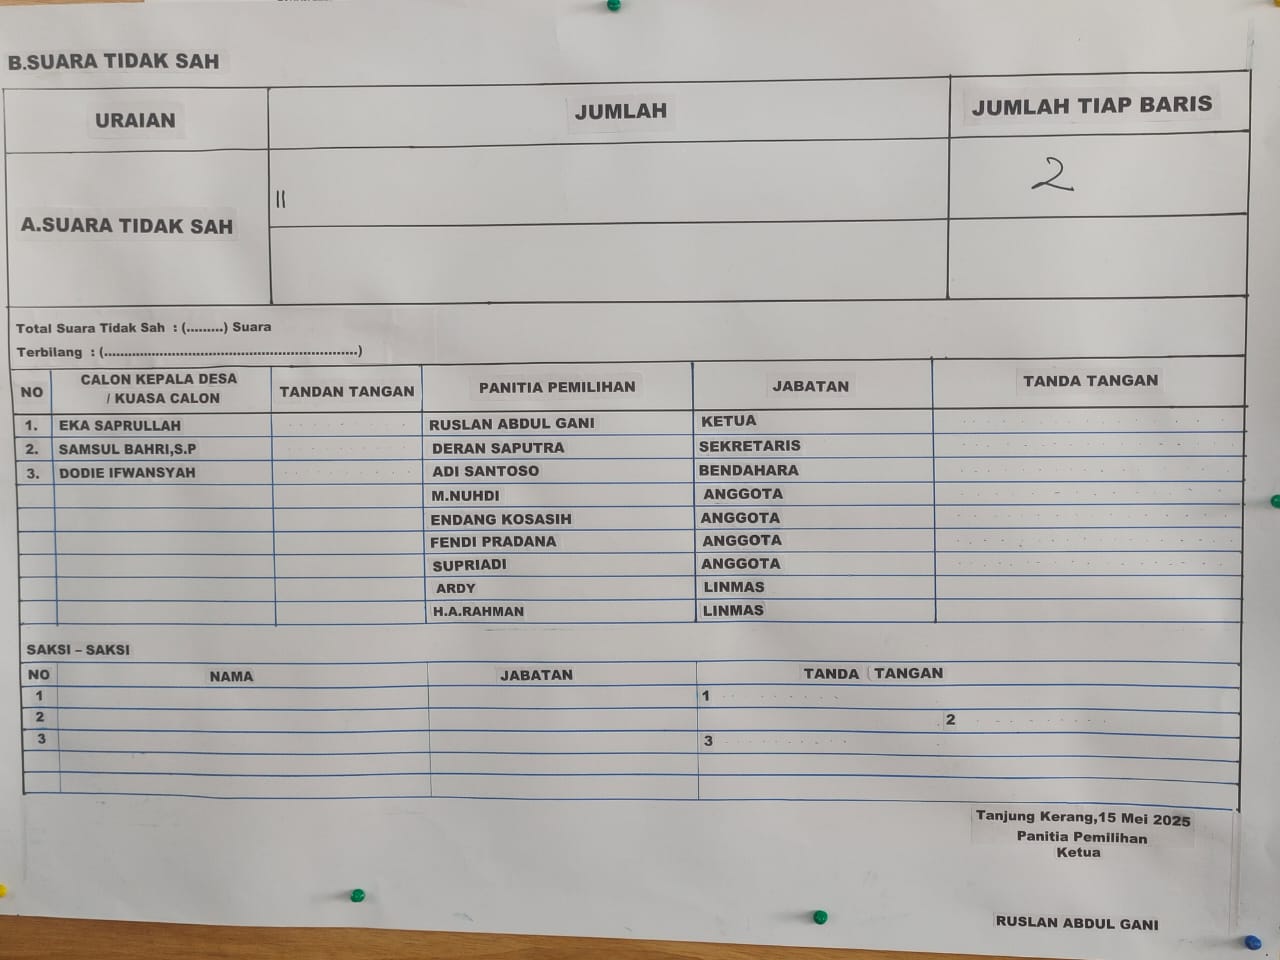 B.SUARA TIDAK SAH
URAIAN JUMLAH JUMLAH TIAP BARIS
A.SUARA TIDAK SAH II 2
Total Suara Tidak Sah : (.........) Suara
Terbilang : (................................................................)
NO CALON KEPALA DESA / KUASA CALON TANDAN TANGAN PANITIA PEMILIHAN JABATAN TANDA TANGAN
1. EKA SAPRULLAH RUSLAN ABDUL GANI KETUA
2. SAMSUL BAHRI,S.P DERAN SAPUTRA SEKRETARIS
3. DODIE IFWANSYAH ADI SANTOSO BENDAHARA
M.NUHDI ANGGOTA
ENDANG KOSASIH ANGGOTA
FENDI PRADANA ANGGOTA
SUPRIADI ANGGOTA
ARDY LINMAS
H.A.RAHMAN LINMAS
SAKSI – SAKSI
NO NAMA JABATAN TANDA TANGAN
1 1
2 2
3 3
Tanjung Kerang,15 Mei 2025
Panitia Pemilihan
Ketua
RUSLAN ABDUL GANI